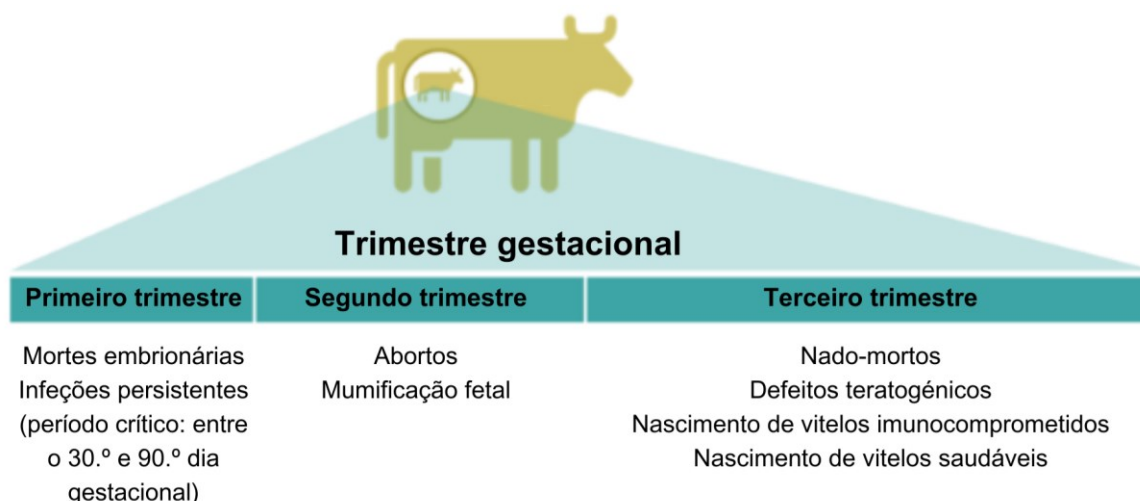 Trimestre gestacional
Primeiro trimestre
Segundo trimestre
Terceiro trimestre
Mortes embrionárias
Infeções persistentes
(período crítico: entre
o 30.º e 90.º dia
gestacional)
Abortos
Mumificação fetal
Nado-mortos
Defeitos teratogénicos
Nascimento de vitelos imunocomprometidos
Nascimento de vitelos saudáveis